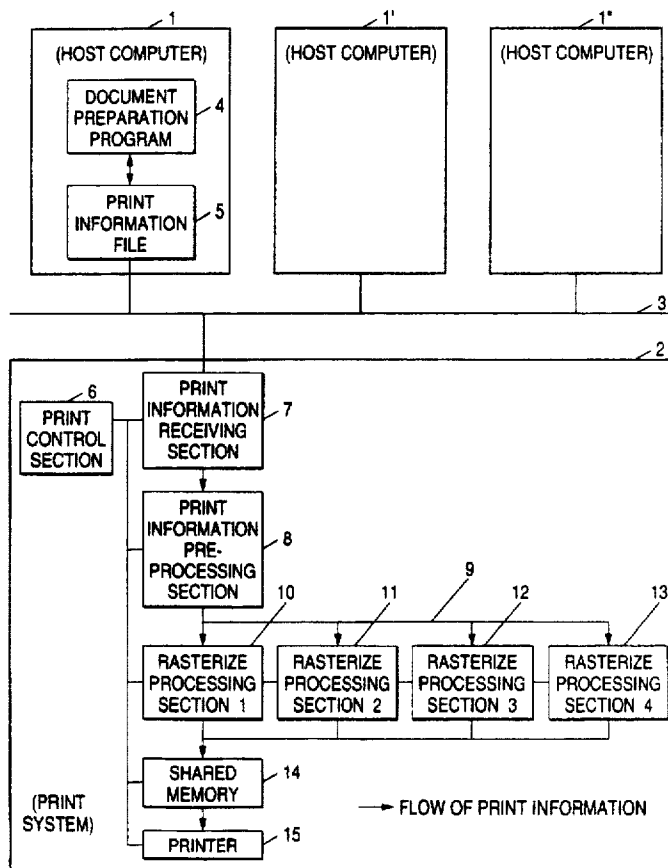 1
1'
1"
(HOST COMPUTER)
(HOST COMPUTER)
(HOST COMPUTER)
DOCUMENT
PREPARATION
PROGRAM
4
PRINT
INFORMATION
FILE
5
3
2
6
PRINT
CONTROL
SECTION
PRINT
INFORMATION
RECEIVING
SECTION
7
PRINT
INFORMATION
PRE-
PROCESSING
SECTION
8
9
10
11
12
13
RASTERIZE
PROCESSING
SECTION 1
RASTERIZE
PROCESSING
SECTION 2
RASTERIZE
PROCESSING
SECTION 3
RASTERIZE
PROCESSING
SECTION 4
SHARED
MEMORY
14
(PRINT
SYSTEM)
FLOW OF PRINT INFORMATION
PRINTER
15